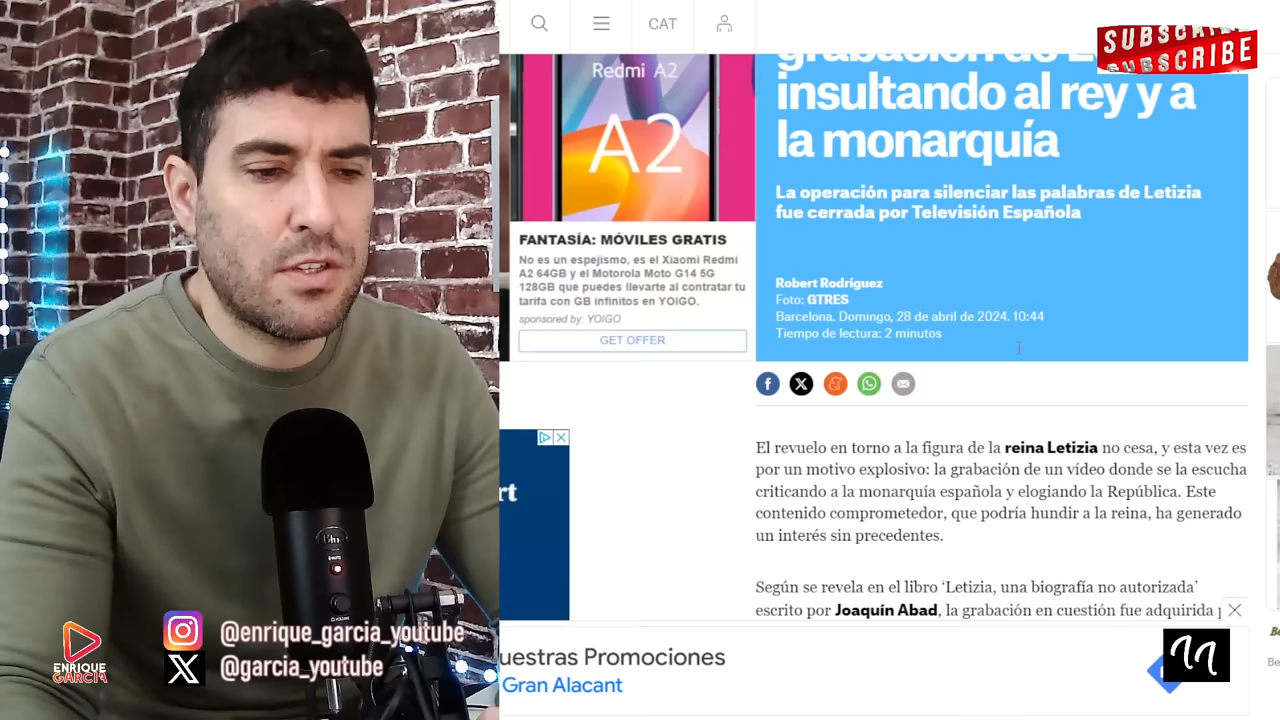 CAT
SUBSCRIBE
SUBSCRIBE
Redmi A2
A2
FANTASÍA: MÓVILES GRATIS
No es un espejismo, es el Xiaomi Redmi
A2 64GB y el Motorola Moto G14 5G
128GB que puedes llevarte al contratar tu
tarifa con GB infinitos en YOIGO.
sponsored by: YOIGO
GET OFFER
grabación de
insultando al rey y a
la monarquía
La operación para silenciar las palabras de Letizia
fue cerrada por Televisión Española
Robert Rodríguez
Foto: GTRES
Barcelona. Domingo, 28 de abril de 2024. 10:44
Tiempo de lectura: 2 minutos
El revuelo en torno a la figura de la reina Letizia no cesa, y esta vez es
por un motivo explosivo: la grabación de un vídeo donde se la escucha
criticando a la monarquía española y elogiando la República. Este
contenido comprometedor, que podría hundir a la reina, ha generado
un interés sin precedentes.
Según se revela en el libro ‘Letizia, una biografía no autorizada’
escrito por Joaquín Abad, la grabación en cuestión fue adquirida
uestras Promociones
Gran Alacant
Blue
ENRIQUE
GARCIA
@enrique_garcia_youtube
@garcia_youtube